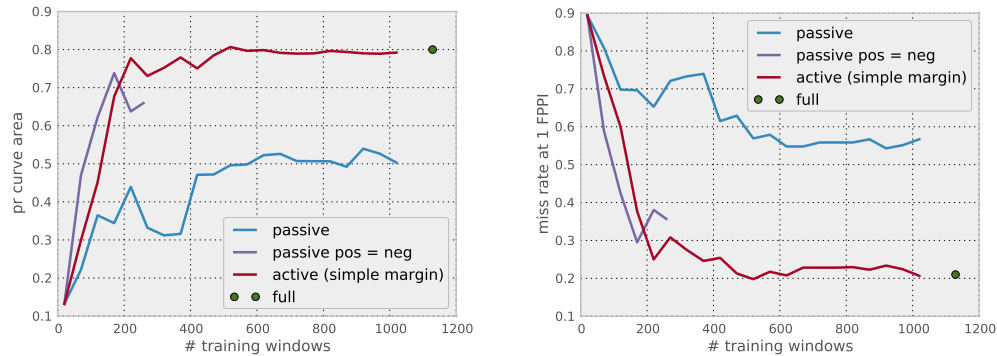 0.9
0.8
0.7
0.6
0.5
0.4
0.3
0.2
0.1
pr curve area
0
200
400
600
800
1000
1200
# training windows
passive
passive pos = neg
active (simple margin)
full
0.9
0.8
0.7
0.6
0.5
0.4
0.3
0.2
0.1
miss rate at 1 FPPI
0
200
400
600
800
1000
1200
# training windows
passive
passive pos = neg
active (simple margin)
full